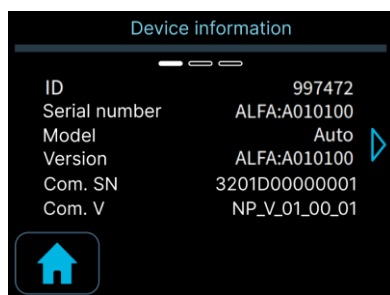 Device information
ID 997472
Serial number ALFA:A010100
Model Auto
Version ALFA:A010100
Com. SN 3201D00000001
Com. V NP_V_01_00_01